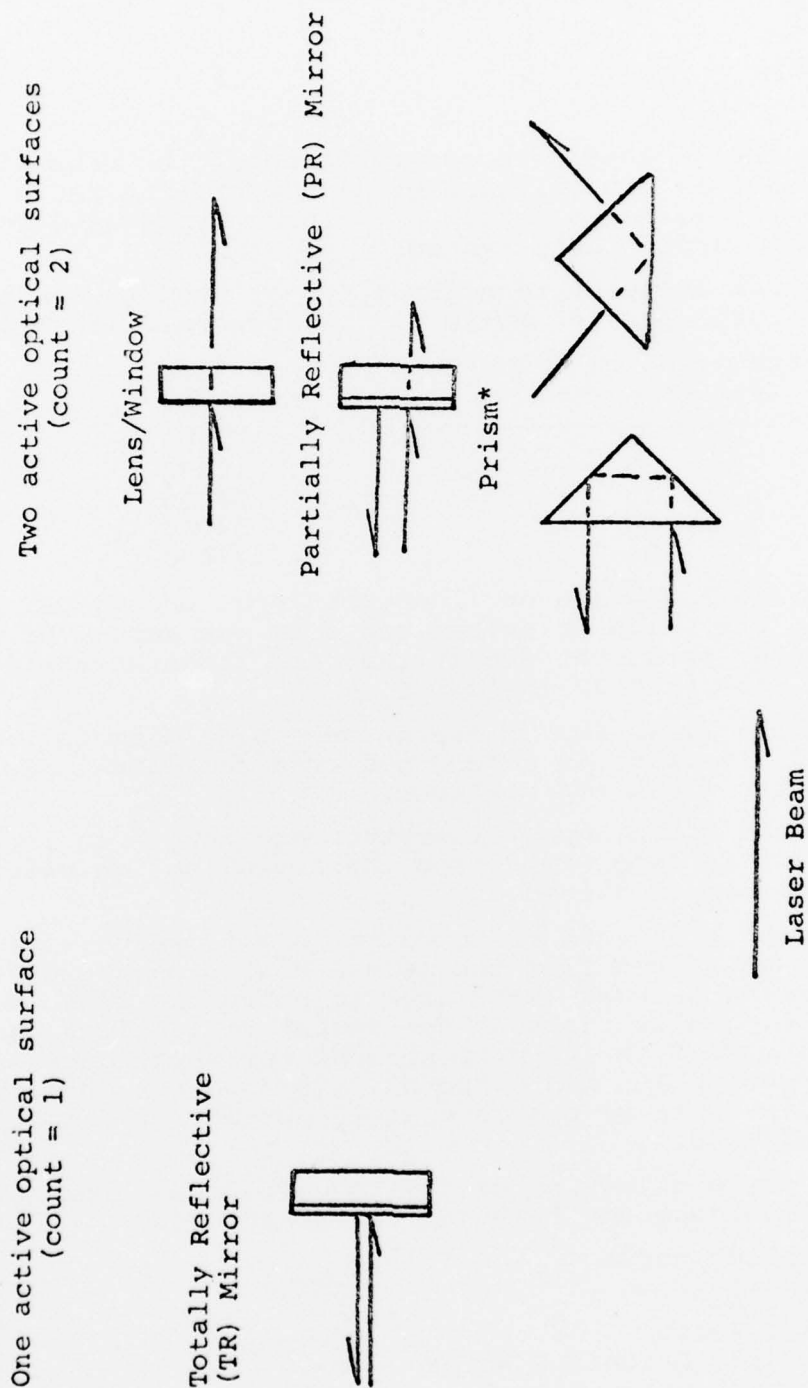 One active optical surface
(count = 1)
Totally Reflective
(TR) Mirror
Two active optical surfaces
(count = 2)
Lens/Window
Partially Reflective (PR) Mirror
Prism*
Laser Beam